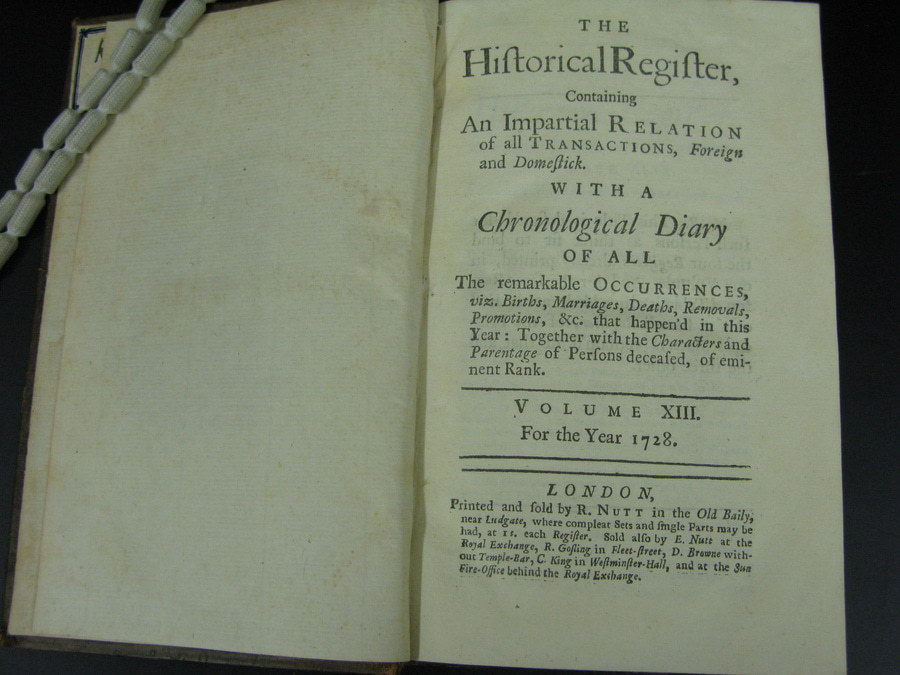 THE
Hiſtorical Regiſter,
Containing
An Impartial RELATION
of all TRANSACTIONS, Foreign
and Domeſtick.
WITH A
Chronological Diary
OF ALL
The remarkable OCCURRENCES,
viz. Births, Marriages, Deaths, Removals,
Promotions, &c. that happen'd in this
Year: Together with the Characters and
Parentage of Perſons deceaſed, of emi-
nent Rank.
VOLUME XIII.
For the Year 1728.
LONDON,
Printed and ſold by R. NUTT in the Old Baily,
near Ludgate, where compleat Sets and ſingle Parts may be
had, at 1s. each Regiſter. Sold alſo by E. Nutt at the
Royal Exchange, R. Goſling in Fleet-ſtreet, D. Browne with-
out Temple-Bar, C. King in Weſtminſter-Hall, and at the Sun
Fire-Office behind the Royal Exchange.